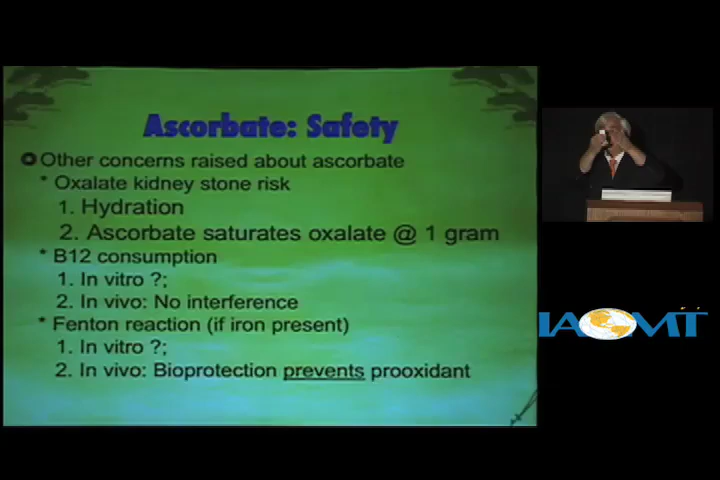 Ascorbate: Safety
Other concerns raised about ascorbate
* Oxalate kidney stone risk
1. Hydration
2. Ascorbate saturates oxalate @ 1 gram
* B12 consumption
1. In vitro ?;
2. In vivo: No interference
* Fenton reaction (if iron present)
1. In vitro ?;
2. In vivo: Bioprotection prevents prooxidant
IAOMT